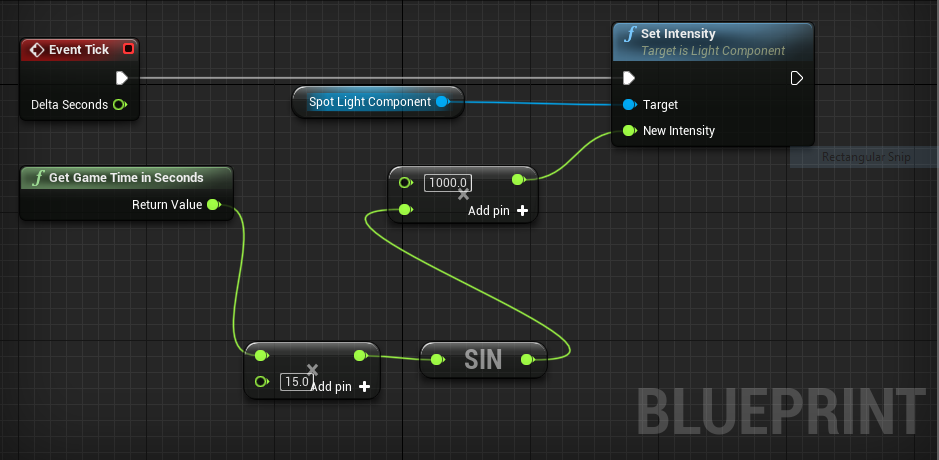 Event Tick
Delta Seconds
Spot Light Component
f Set Intensity
Target is Light Component
Target
New Intensity
Rectangular Snip
f Get Game Time in Seconds
Return Value
1000.0
×
Add pin +
15.0
×
Add pin +
SIN
BLUEPRINT